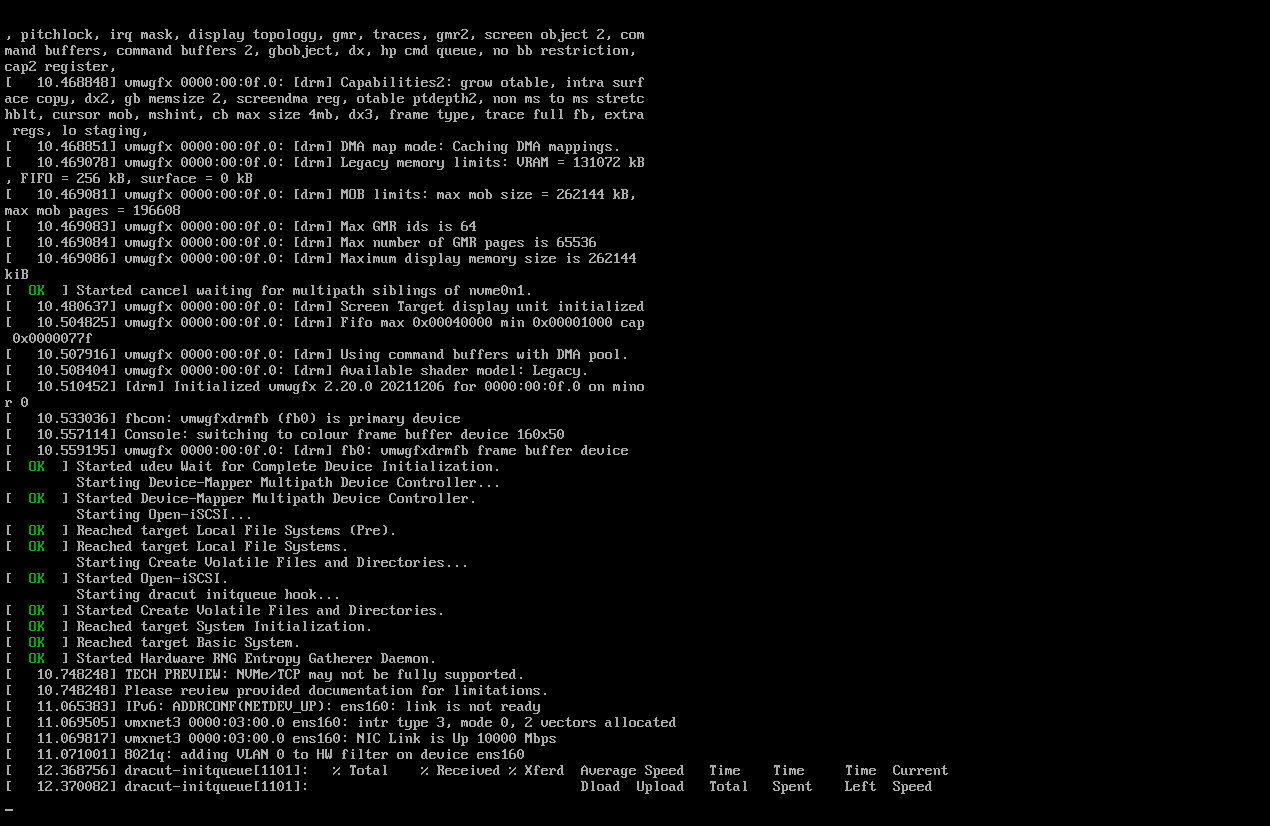 , pitchlock, irq mask, display topology, gmr, traces, gmr2, screen object 2, com
mand buffers, command buffers 2, gbobject, dx, hp cmd queue, no bb restriction,
cap2 register,
[   10.468848] vmwgfx 0000:00:0f.0: [drm] Capabilities2: grow otable, intra surf
ace copy, dx2, gb memsize 2, screendma reg, otable ptdepth2, non ms to ms stretc
hblt, cursor mob, mshint, cb max size 4mb, dx3, frame type, trace full fb, extra
 regs, lo staging,
[   10.468851] vmwgfx 0000:00:0f.0: [drm] DMA map mode: Caching DMA mappings.
[   10.469078] vmwgfx 0000:00:0f.0: [drm] Legacy memory limits: VRAM = 131072 kB
, FIFO = 256 kB, surface = 0 kB
[   10.469081] vmwgfx 0000:00:0f.0: [drm] MOB limits: max mob size = 262144 kB,
max mob pages = 196608
[   10.469083] vmwgfx 0000:00:0f.0: [drm] Max GMR ids is 64
[   10.469084] vmwgfx 0000:00:0f.0: [drm] Max number of GMR pages is 65536
[   10.469086] vmwgfx 0000:00:0f.0: [drm] Maximum display memory size is 262144
kiB
[  OK  ] Started cancel waiting for multipath siblings of nvme0n1.
[   10.480637] vmwgfx 0000:00:0f.0: [drm] Screen Target display unit initialized
[   10.504825] vmwgfx 0000:00:0f.0: [drm] Fifo max 0x00040000 min 0x00001000 cap
 0x0000077f
[   10.507916] vmwgfx 0000:00:0f.0: [drm] Using command buffers with DMA pool.
[   10.508404] vmwgfx 0000:00:0f.0: [drm] Available shader model: Legacy.
[   10.510452] [drm] Initialized vmwgfx 2.20.0 20211206 for 0000:00:0f.0 on mino
r 0
[   10.533036] fbcon: vmwgfxdrmfb (fb0) is primary device
[   10.557114] Console: switching to colour frame buffer device 160x50
[   10.559195] vmwgfx 0000:00:0f.0: [drm] fb0: vmwgfxdrmfb frame buffer device
[  OK  ] Started udev Wait for Complete Device Initialization.
         Starting Device-Mapper Multipath Device Controller...
[  OK  ] Started Device-Mapper Multipath Device Controller.
         Starting Open-iSCSI...
[  OK  ] Reached target Local File Systems (Pre).
[  OK  ] Reached target Local File Systems.
         Starting Create Volatile Files and Directories...
[  OK  ] Started Open-iSCSI.
         Starting dracut initqueue hook...
[  OK  ] Started Create Volatile Files and Directories.
[  OK  ] Reached target System Initialization.
[  OK  ] Reached target Basic System.
[  OK  ] Started Hardware RNG Entropy Gatherer Daemon.
[   10.748248] TECH PREVIEW: NVMe/TCP may not be fully supported.
[   10.748248] Please review provided documentation for limitations.
[   11.065383] IPv6: ADDRCONF(NETDEV_UP): ens160: link is not ready
[   11.069505] vmxnet3 0000:03:00.0 ens160: intr type 3, mode 0, 2 vectors allocated
[   11.069817] vmxnet3 0000:03:00.0 ens160: NIC Link is Up 10000 Mbps
[   11.071001] 8021q: adding VLAN 0 to HW filter on device ens160
[   12.368756] dracut-initqueue[1101]:   % Total    % Received % Xferd  Average Speed   Time    Time     Time  Current
[   12.370082] dracut-initqueue[1101]:                                  Dload  Upload   Total   Spent    Left  Speed
_